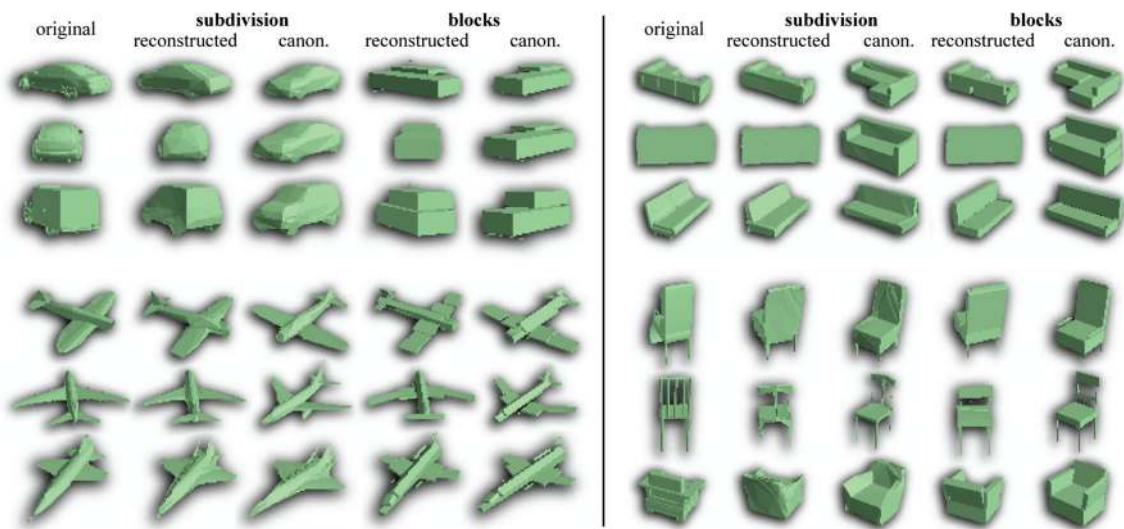 subdivision blocks
original reconstructed canon. reconstructed canon.
subdivision blocks
original reconstructed canon. reconstructed canon.